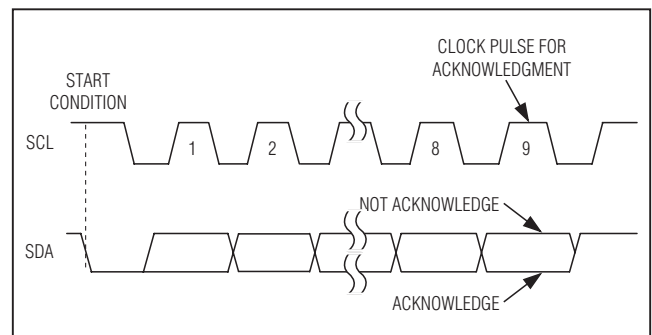 CLOCK PULSE FOR
ACKNOWLEDGMENT
START
CONDITION
SCL
1
2
8
9
NOT ACKNOWLEDGE
SDA
ACKNOWLEDGE